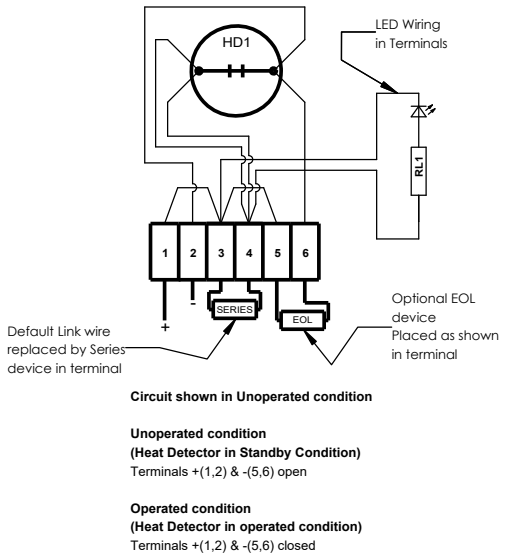 HD1
LED Wiring
in Terminals
RL1
1 2 3 4 5 6
+ -
SERIES
EOL
Default Link wire
replaced by Series
device in terminal
Optional EOL
device
Placed as shown
in terminal
Circuit shown in Unoperated condition
Unoperated condition
(Heat Detector in Standby Condition)
Terminals +(1,2) & -(5,6) open
Operated condition
(Heat Detector in operated condition)
Terminals +(1,2) & -(5,6) closed